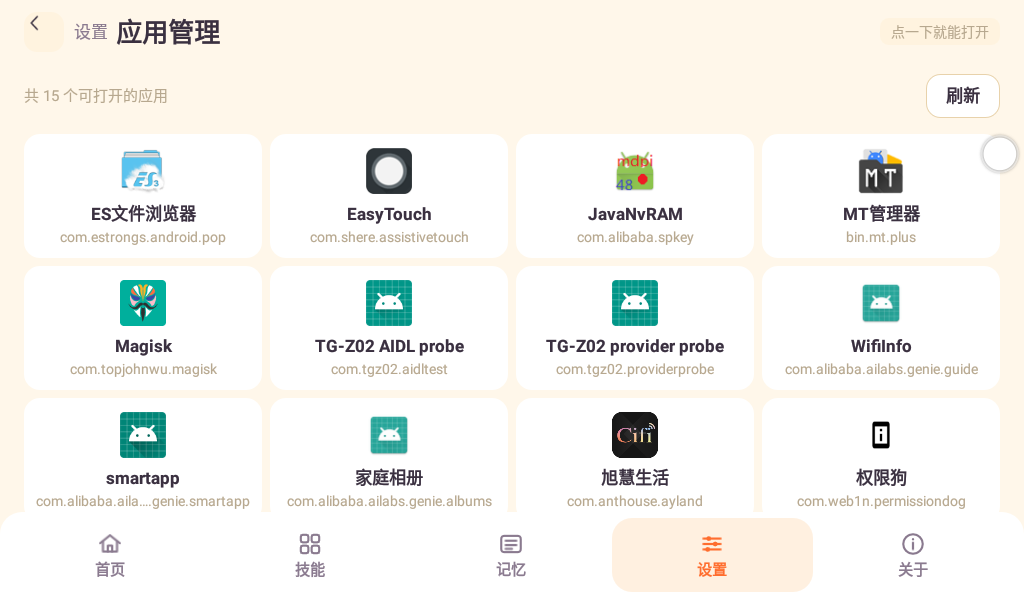 设置 应用管理
点一下就能打开
共 15 个可打开的应用
刷新
ES文件浏览器
com.estrongs.android.pop
EasyTouch
com.shere.assistivetouch
mdpi
48
JavaNvRAM
com.alibaba.spkey
MT
MT管理器
bin.mt.plus
Magisk
com.topjohnwu.magisk
TG-Z02 AIDL probe
com.tgz02.aidltest
TG-Z02 provider probe
com.tgz02.providerprobe
WifiInfo
com.alibaba.ailabs.genie.guide
smartapp
com.alibaba.aila....genie.smartapp
家庭相册
com.alibaba.ailabs.genie.albums
Cifi
旭慧生活
com.anthouse.ayland
权限狗
com.web1n.permissiondog
首页
技能
记忆
设置
关于